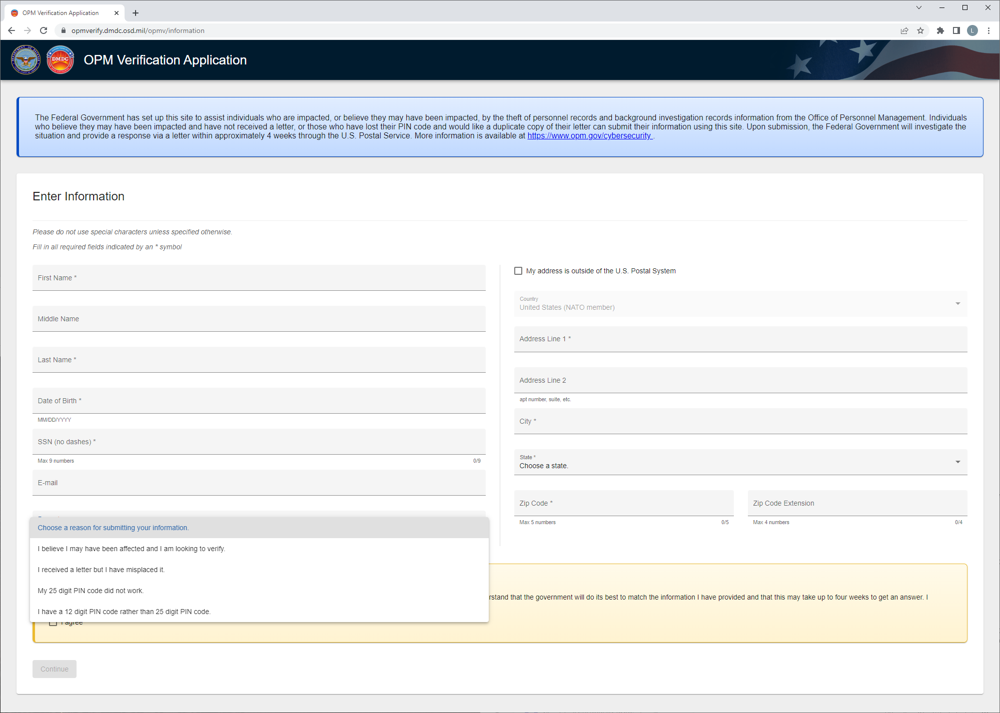 OPM Verification Application
opmverify.dmdc.osd.mil/opmv/information
L
DMDC
OPM Verification Application
The Federal Government has set up this site to assist individuals who are impacted, or believe they may have been impacted, by the theft of personnel records and background investigation records information from the Office of Personnel Management. Individuals
who believe they may have been impacted and have not received a letter, or those who have lost their PIN code and would like a duplicate copy of their letter can submit their information using this site. Upon submission, the Federal Government will investigate the
situation and provide a response via a letter within approximately 4 weeks through the U.S. Postal Service. More information is available at https://www.opm.gov/cybersecurity .
Enter Information
Please do not use special characters unless specified otherwise.
Fill in all required fields indicated by an * symbol
First Name *
Middle Name
Last Name *
Date of Birth *
MM/DD/YYYY
SSN (no dashes) *
Max 9 numbers 0/9
E-mail
Choose a reason for submitting your information.
I believe I may have been affected and I am looking to verify.
I received a letter but I have misplaced it.
My 25 digit PIN code did not work.
I have a 12 digit PIN code rather than 25 digit PIN code.
My address is outside of the U.S. Postal System
Country
United States (NATO member)
Address Line 1 *
Address Line 2
apt number, suite, etc.
City *
State *
Choose a state.
Zip Code *
Max 5 numbers 0/5
Zip Code Extension
Max 4 numbers 0/4
rstand that the government will do its best to match the information I have provided and that this may take up to four weeks to get an answer. I
I agree
Continue